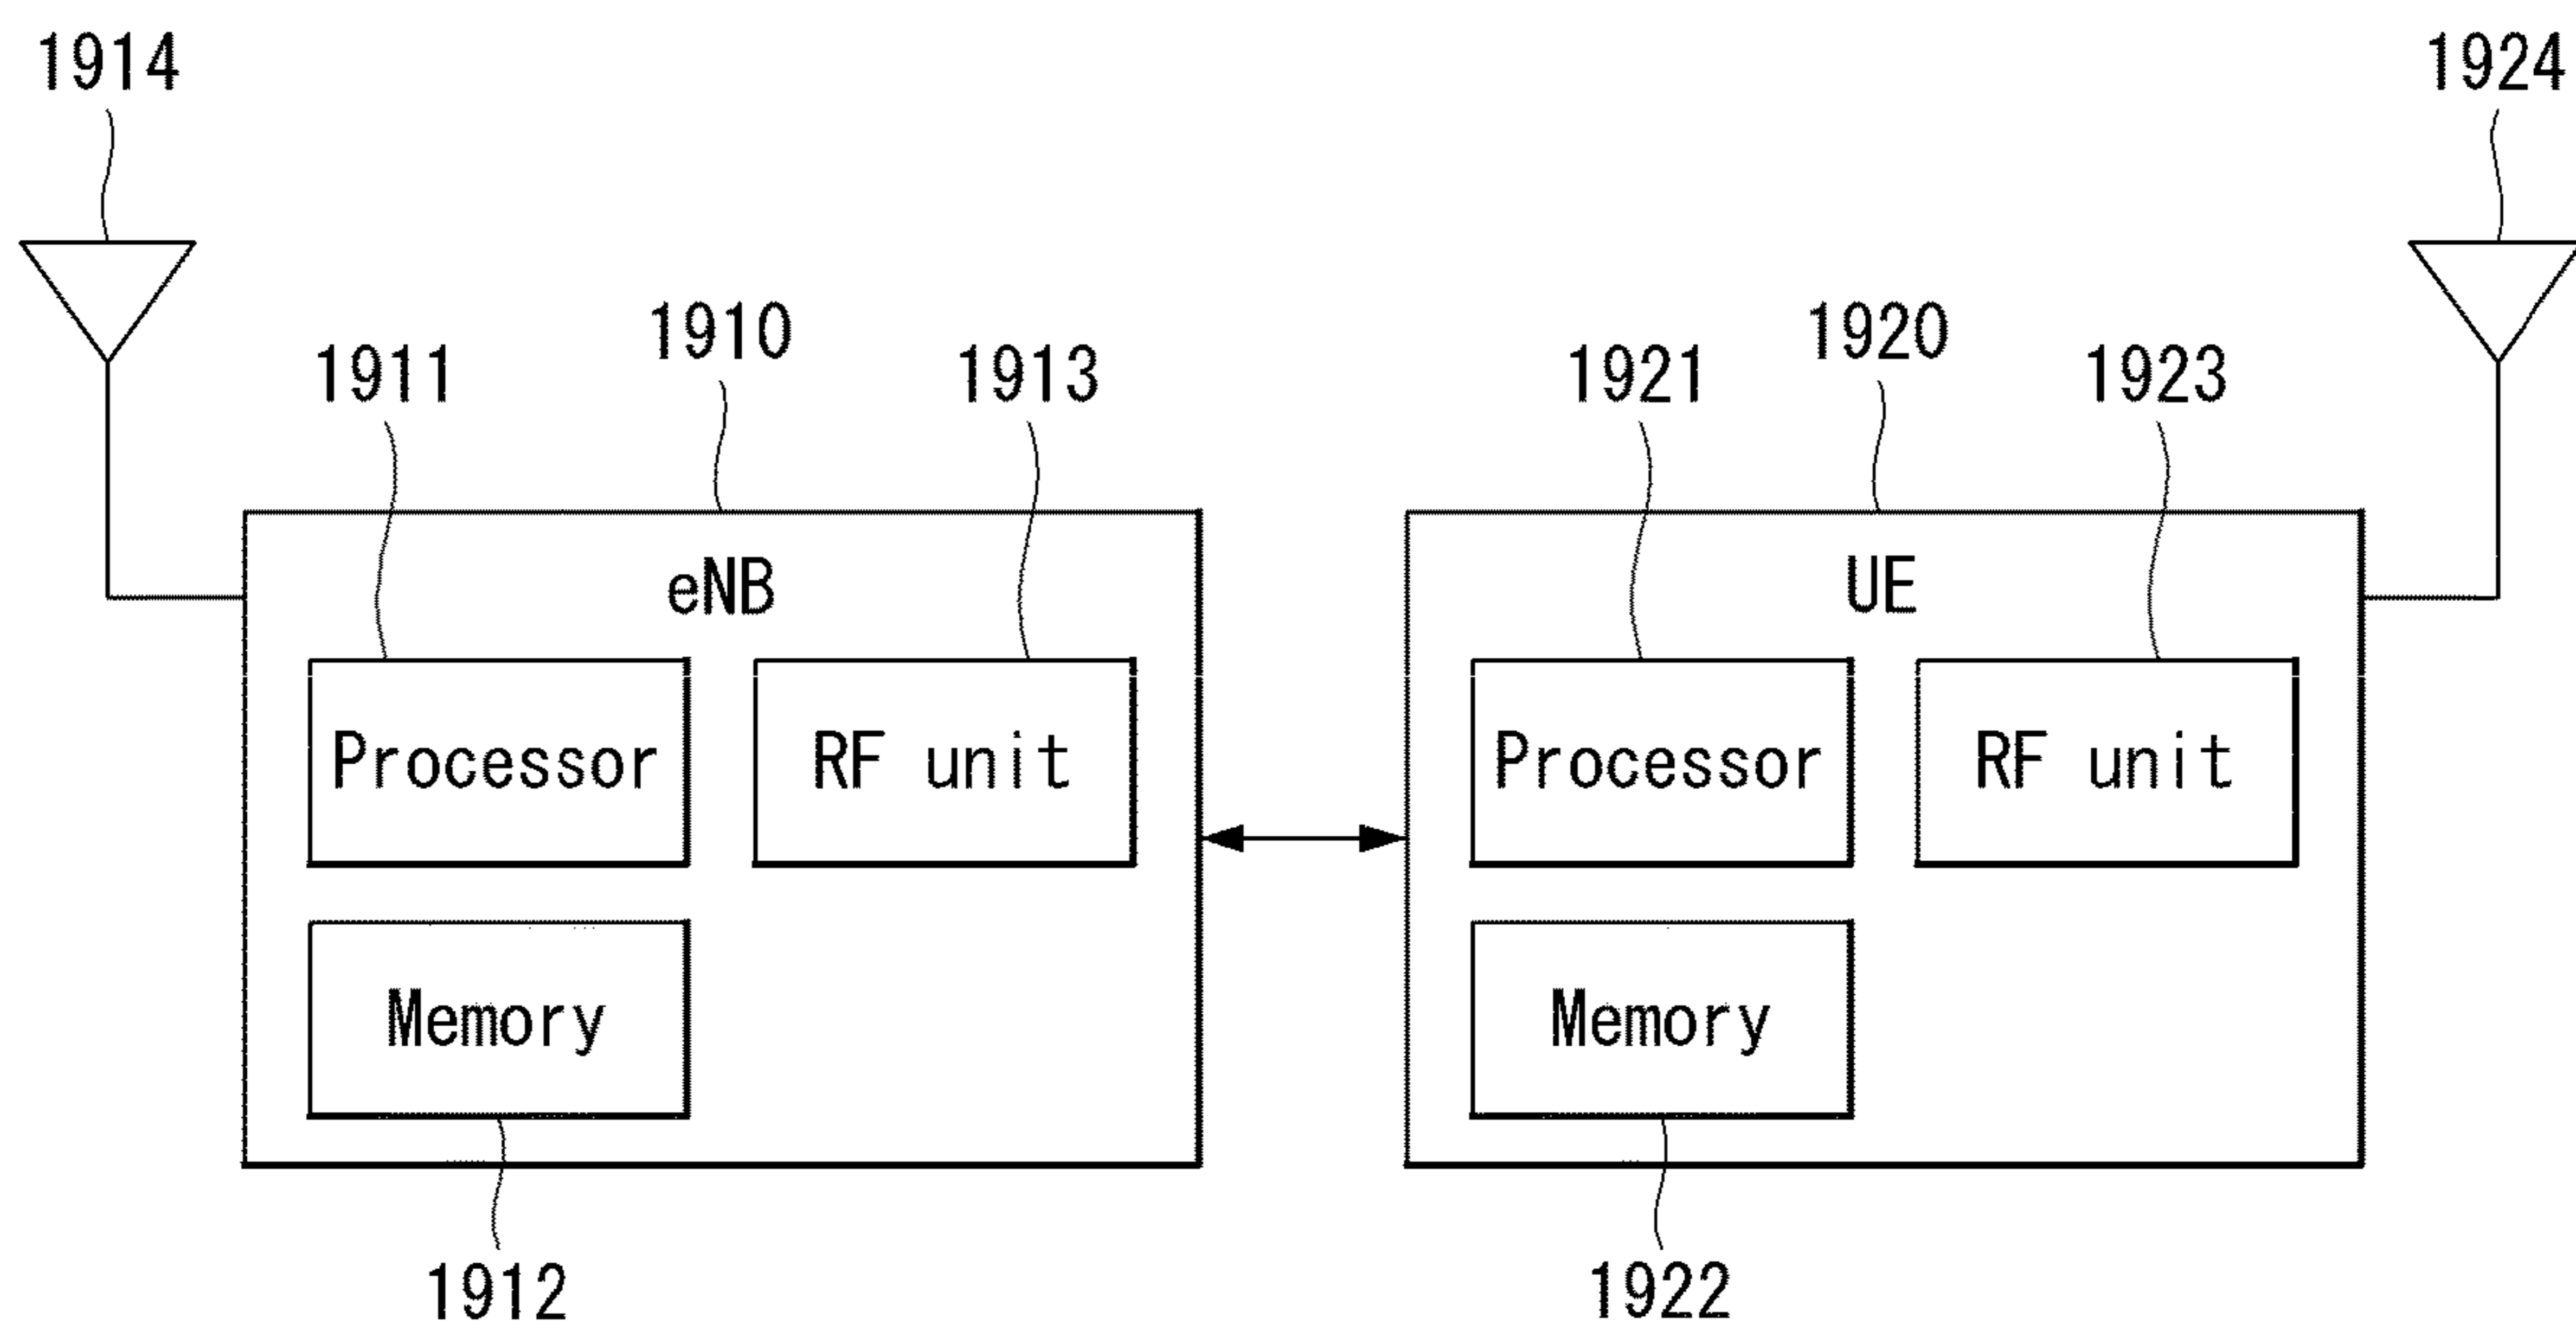 1914
1924
1910
1920
1911
1913
1921
1923
eNB
UE
Processor
RF unit
Processor
RF unit
Memory
Memory
1912
1922